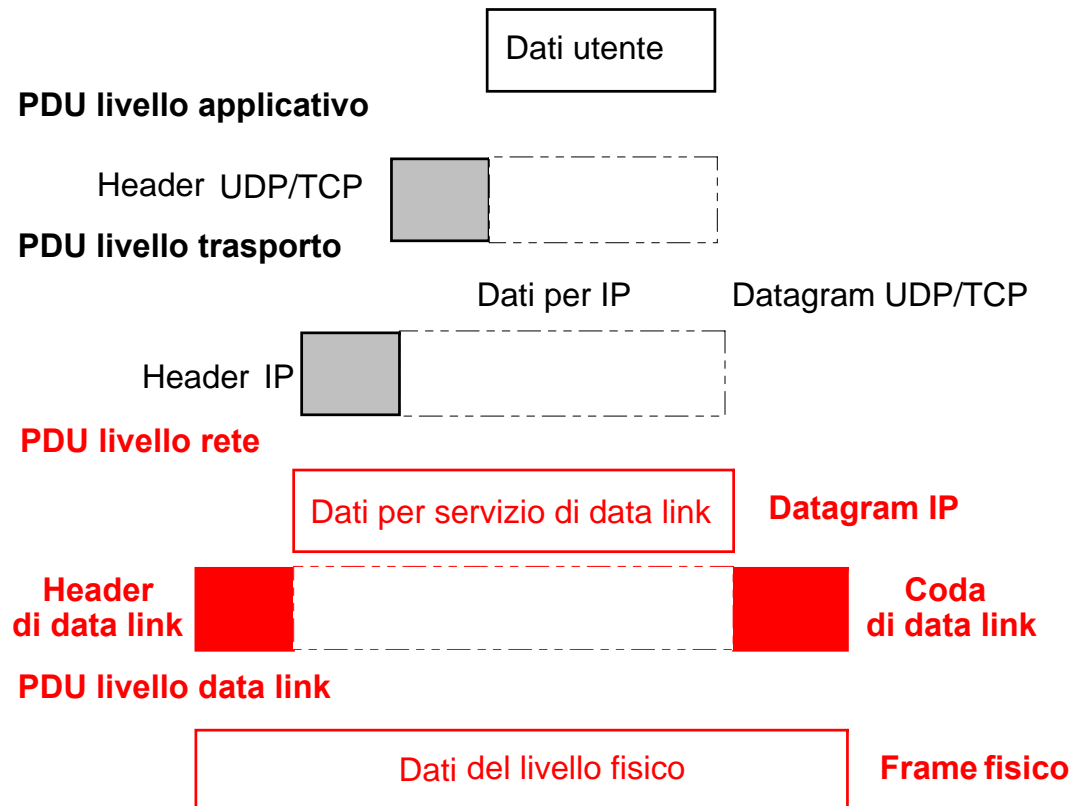 Dati utente
PDU livello applicativo
Header UDP/TCP
PDU livello trasporto
Dati per IP
Datagram UDP/TCP
Header IP
PDU livello rete
Dati per servizio di data link
Datagram IP
Header
di data link
Coda
di data link
PDU livello data link
Dati del livello fisico
Frame fisico